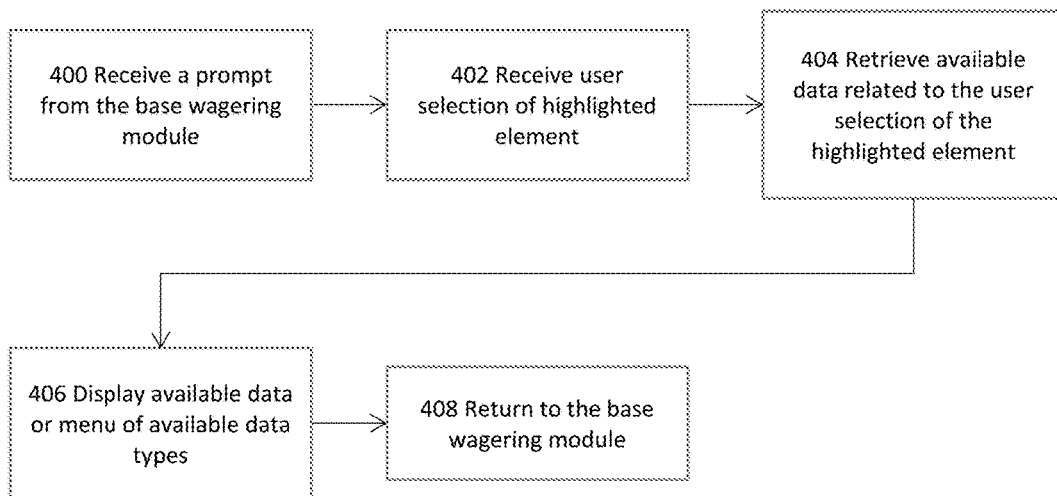 400 Receive a prompt
from the base wagering
module
402 Receive user
selection of highlighted
element
404 Retrieve available
data related to the user
selection of the
highlighted element
406 Display available data
or menu of available data
types
408 Return to the base
wagering module